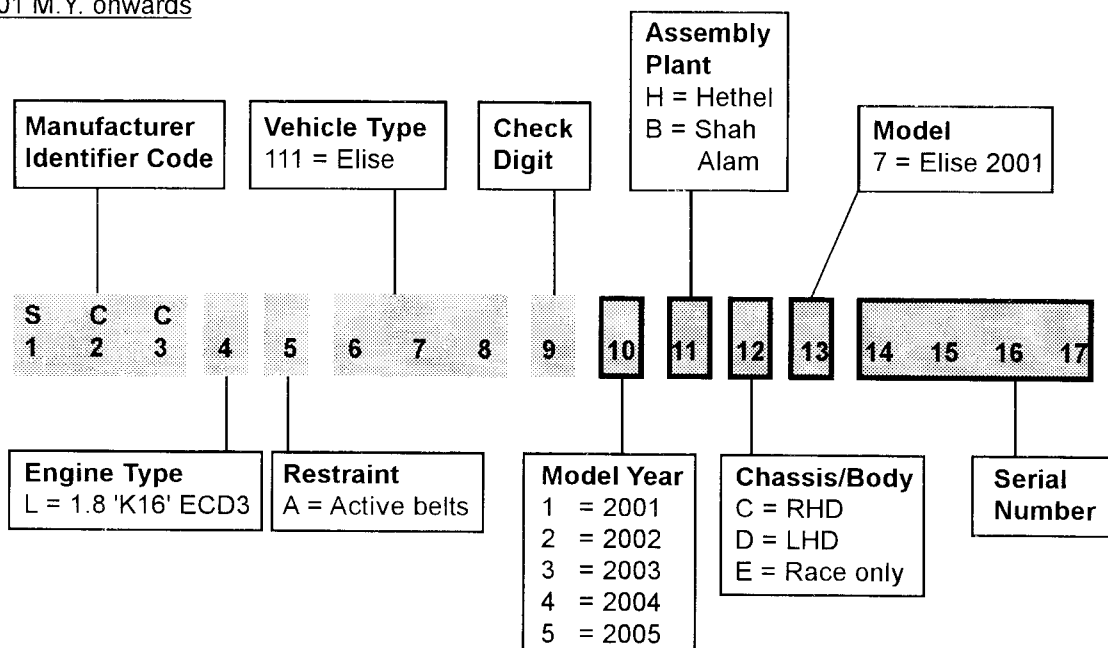 01 M.Y. onwards
Assembly
Plant
H = Hethel
B = Shah
Alam
Manufacturer
Identifier Code
Vehicle Type
111 = Elise
Check
Digit
Model
7 = Elise 2001
S C C
1 2 3 4 5 6 7 8 9 10 11 12 13 14 15 16 17
Engine Type
L = 1.8 'K16' ECD3
Restraint
A = Active belts
Model Year
1 = 2001
2 = 2002
3 = 2003
4 = 2004
5 = 2005
Chassis/Body
C = RHD
D = LHD
E = Race only
Serial
Number